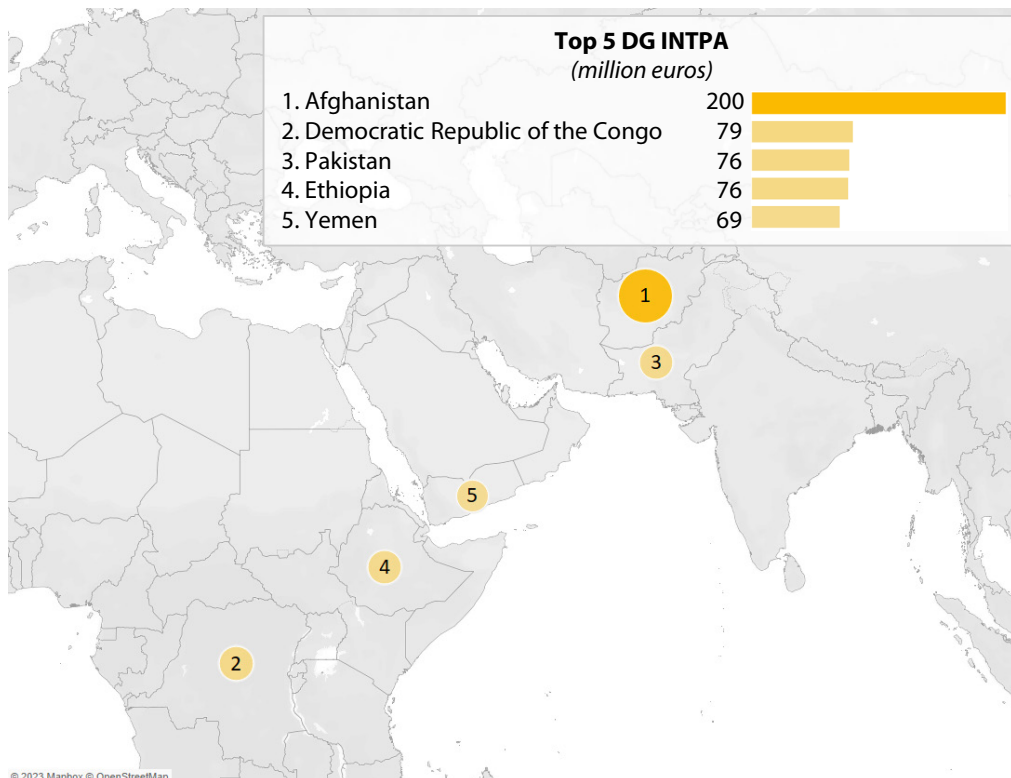 Top 5 DG INTPA
(million euros)
1. Afghanistan 200
2. Democratic Republic of the Congo 79
3. Pakistan 76
4. Ethiopia 76
5. Yemen 69
1
3
5
4
2
© 2023 Mapbox © OpenStreetMap